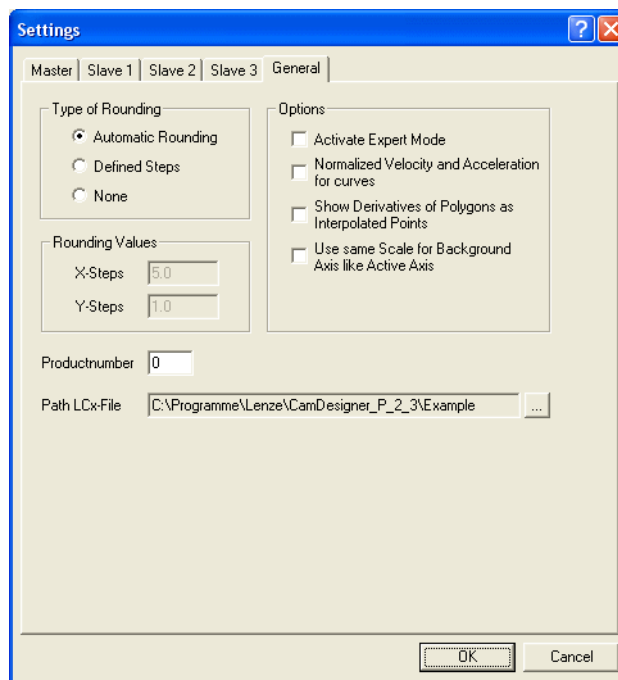 Settings
Master Slave 1 Slave 2 Slave 3 General
Type of Rounding
Automatic Rounding
Defined Steps
None
Rounding Values
X-Steps 5.0
Y-Steps 1.0
Options
Activate Expert Mode
Normalized Velocity and Acceleration
for curves
Show Derivatives of Polygons as
Interpolated Points
Use same Scale for Background
Axis like Active Axis
Productnumber 0
Path LCx-File C:\Programme\Lenze\CamDesigner_P_2_3\Example ...
OK Cancel